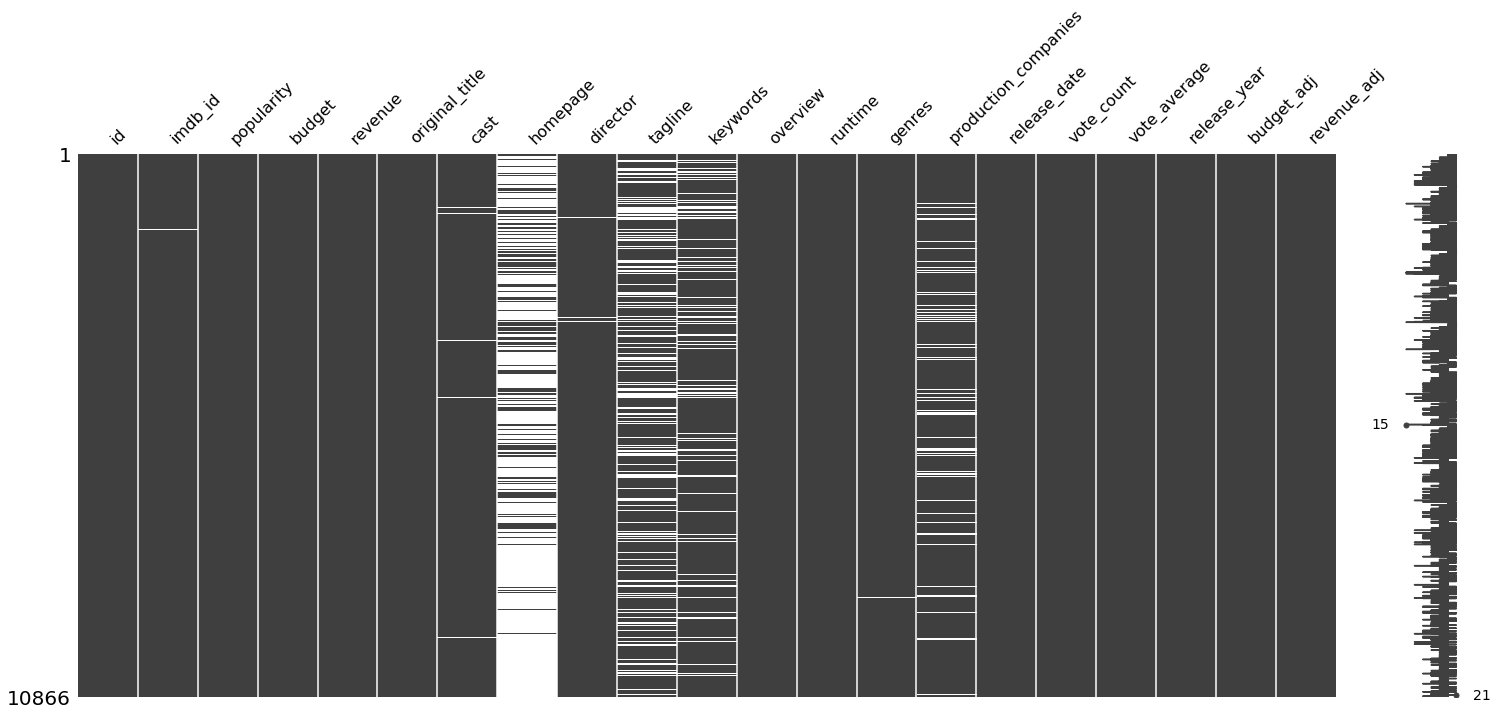 id
imdb_id
popularity
budget
revenue
original_title
cast
homepage
director
tagline
keywords
overview
runtime
genres
production_companies
release_date
vote_count
vote_average
release_year
budget_adj
revenue_adj
1
15
10866
21